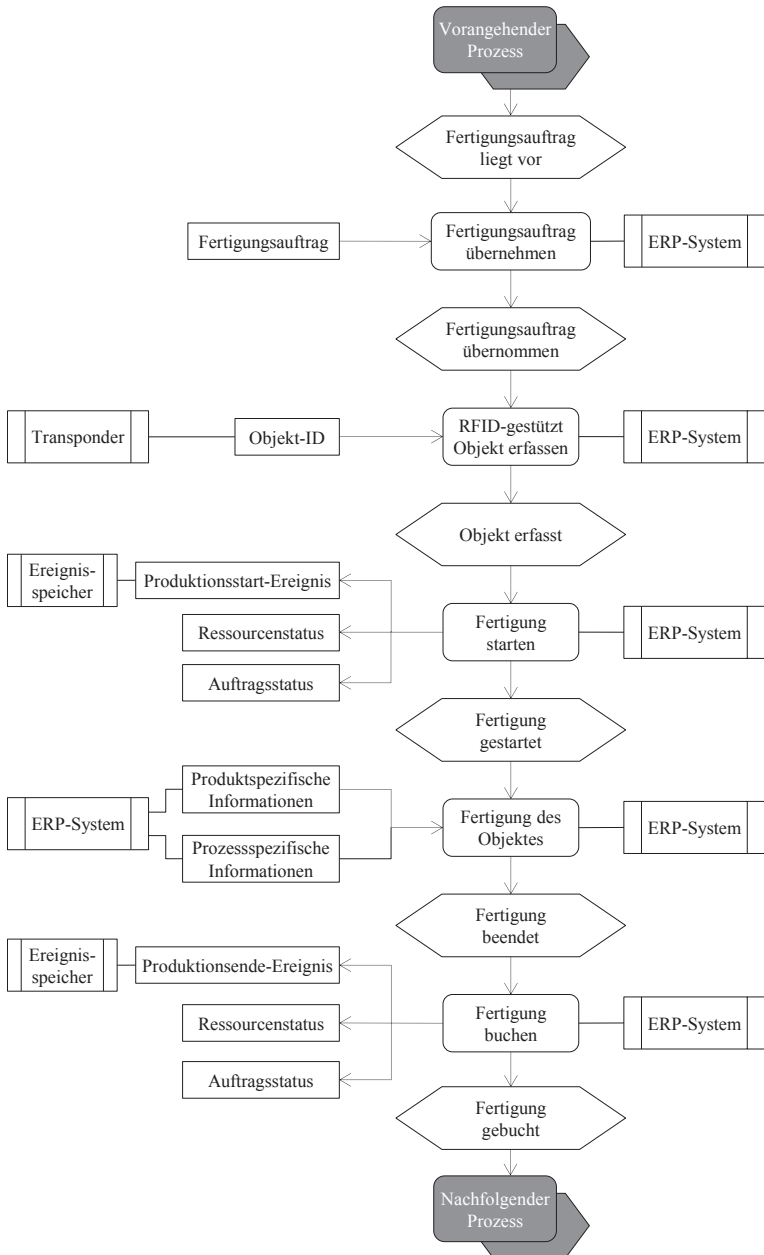 Vorangehender
Prozess
Fertigungsauftrag
liegt vor
Fertigungsauftrag
Fertigungsauftrag
übernehmen
ERP-System
Fertigungsauftrag
übernommen
Transponder
Objekt-ID
RFID-gestützt
Objekt erfassen
ERP-System
Objekt erfasst
Ereignis-
speicher
Produktionsstart-Ereignis
Ressourcenstatus
Auftragsstatus
Fertigung
starten
ERP-System
Fertigung
gestartet
ERP-System
Produktspezifische
Informationen
Prozessspezifische
Informationen
Fertigung des
Objektes
ERP-System
Fertigung
beendet
Ereignis-
speicher
Produktionsende-Ereignis
Ressourcenstatus
Auftragsstatus
Fertigung
buchen
ERP-System
Fertigung
gebucht
Nachfolgender
Prozess